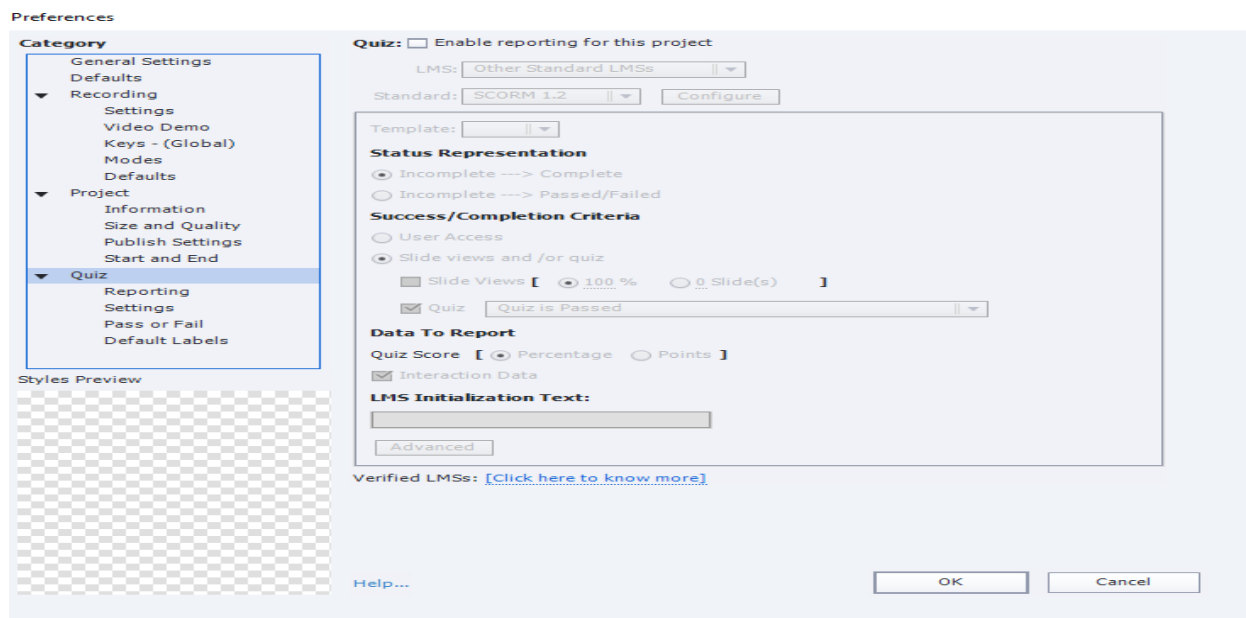 Preferences
Category
General Settings
Defaults
Recording
Settings
Video Demo
Keys - (Global)
Modes
Defaults
Project
Information
Size and Quality
Publish Settings
Start and End
Quiz
Reporting
Settings
Pass or Fail
Default Labels
Styles Preview
Quiz: Enable reporting for this project
LMS: Other Standard LMSs
Standard: SCORM 1.2 Configure
Template:
Status Representation
Incomplete ---> Complete
Incomplete ---> Passed/Failed
Success/Completion Criteria
User Access
Slide views and /or quiz
Slide Views [ 100 % 0 Slide(s) ]
Quiz Quiz is Passed
Data To Report
Quiz Score [ Percentage Points ]
Interaction Data
LMS Initialization Text:
Advanced
Verified LMSs: [Click here to know more]
Help... OK Cancel